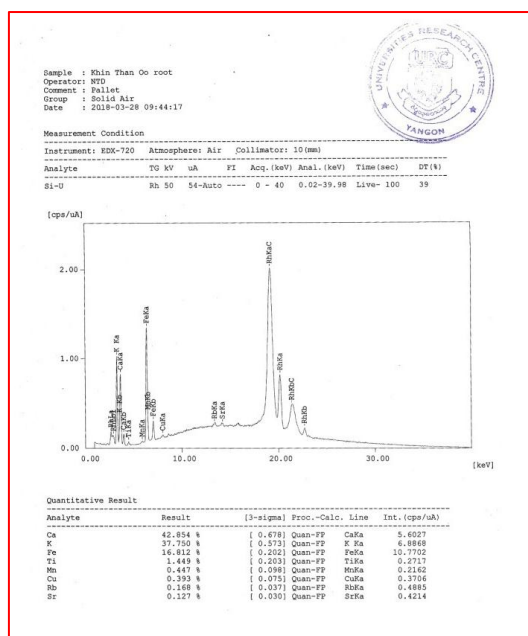 UNIVERSITIES RESEARCH CENTRE
YANGON
Sample : Khin Than Oo root
Operator: NTD
Comment : Pallet
Group : Solid Air
Date : 2018-03-28 09:44:17
Measurement Condition
Instrument: EDX-720 Atmosphere: Air Collimator: 10(mm)
Analyte TG kV uA FI Acq.(keV) Anal.(keV) Time(sec) DT(%)
Si-U Rh 50 54-Auto ---- 0 - 40 0.02-39.98 Live- 100 39
[cps/uA]
2.00
1.00
0.00
K Ka
CaKa
K Kb
CaKb
TiKa
MnKa
FeKa
MnKb
FeKb
CuKa
RbKa
SrKa
RhKaC
RhKa
RhKbC
RhKb
0.00 10.00 20.00 30.00
[keV]
Quantitative Result
Analyte Result [3-sigma] Proc.-Calc. Line Int.(cps/uA)
Ca 42.854 % [ 0.678] Quan-FP CaKa 5.6027
K 37.750 % [ 0.573] Quan-FP K Ka 6.8868
Fe 16.812 % [ 0.202] Quan-FP FeKa 10.7702
Ti 1.449 % [ 0.203] Quan-FP TiKa 0.2717
Mn 0.447 % [ 0.098] Quan-FP MnKa 0.2162
Cu 0.393 % [ 0.075] Quan-FP CuKa 0.3706
Rb 0.168 % [ 0.037] Quan-FP RbKa 0.4885
Sr 0.127 % [ 0.030] Quan-FP SrKa 0.4214